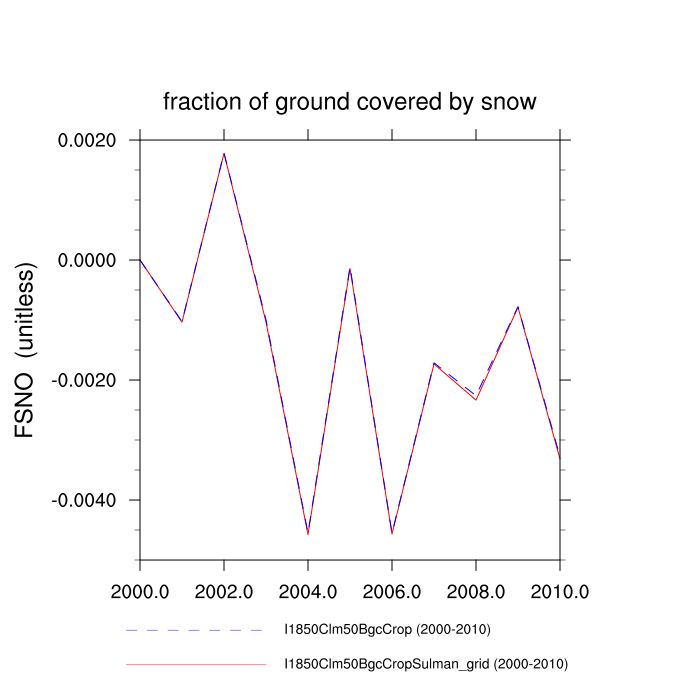 fraction of ground covered by snow
0.0020
0.0000
-0.0020
-0.0040
FSNO (unitless)
2000.0 2002.0 2004.0 2006.0 2008.0 2010.0
I1850Clm50BgcCrop (2000-2010)
I1850Clm50BgcCropSulman_grid (2000-2010)